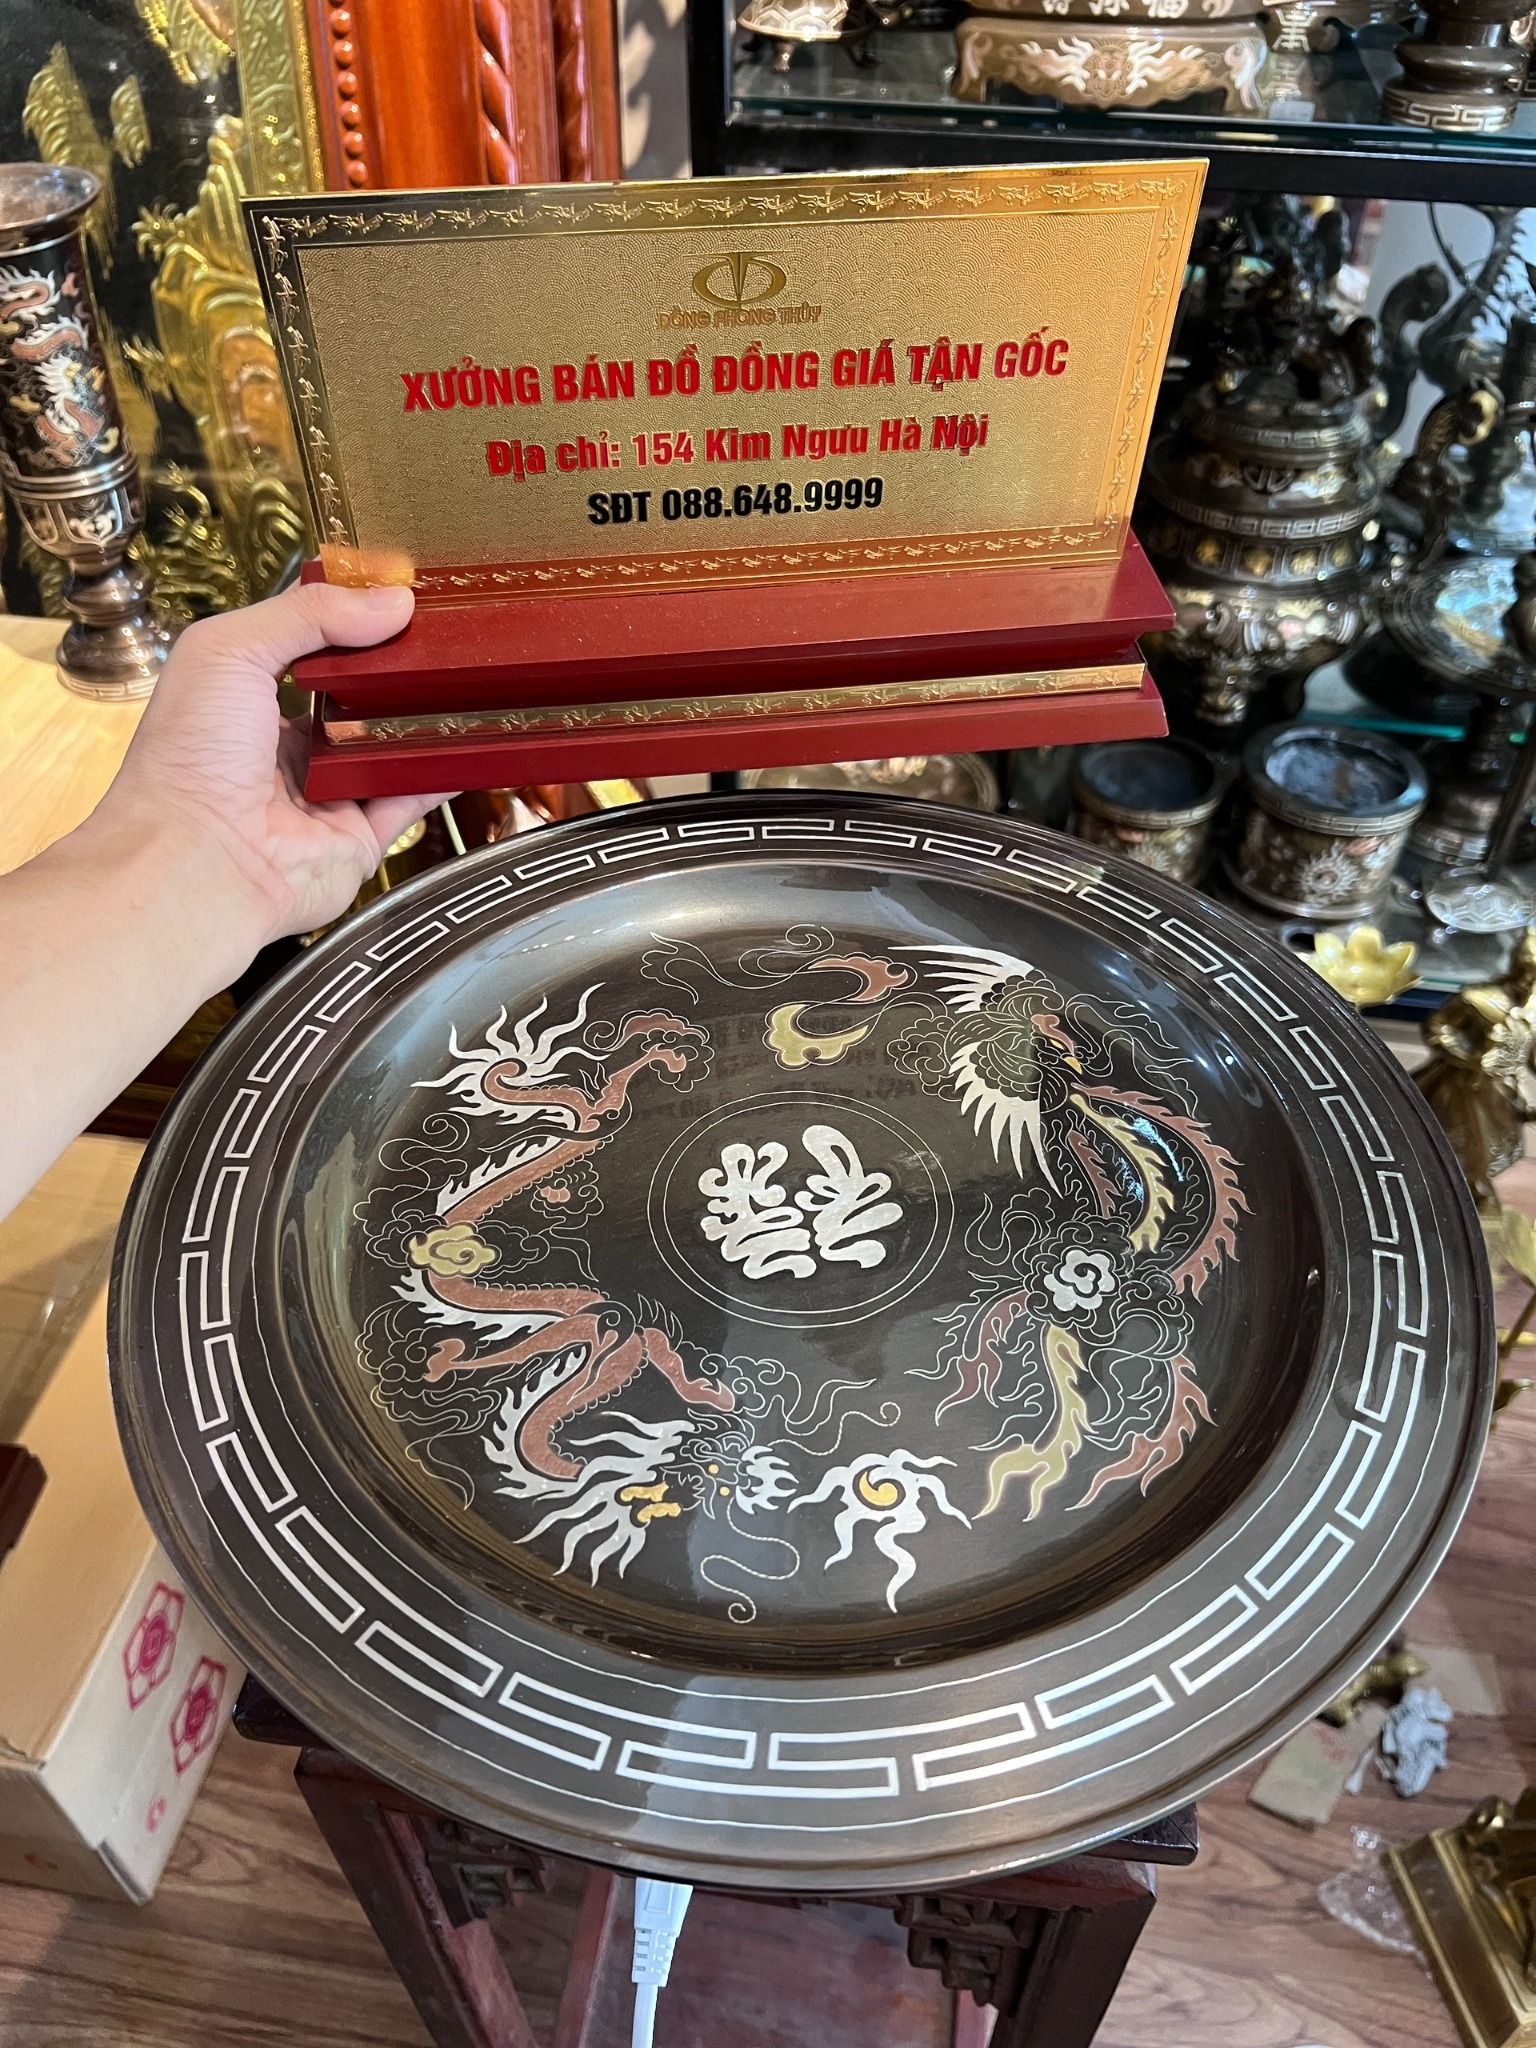 ĐỒNG PHONG THỦY
XƯỞNG BÁN ĐỒ ĐỒNG GIÁ TẬN GỐC
Địa chỉ: 154 Kim Ngưu Hà Nội
SĐT 088.648.9999